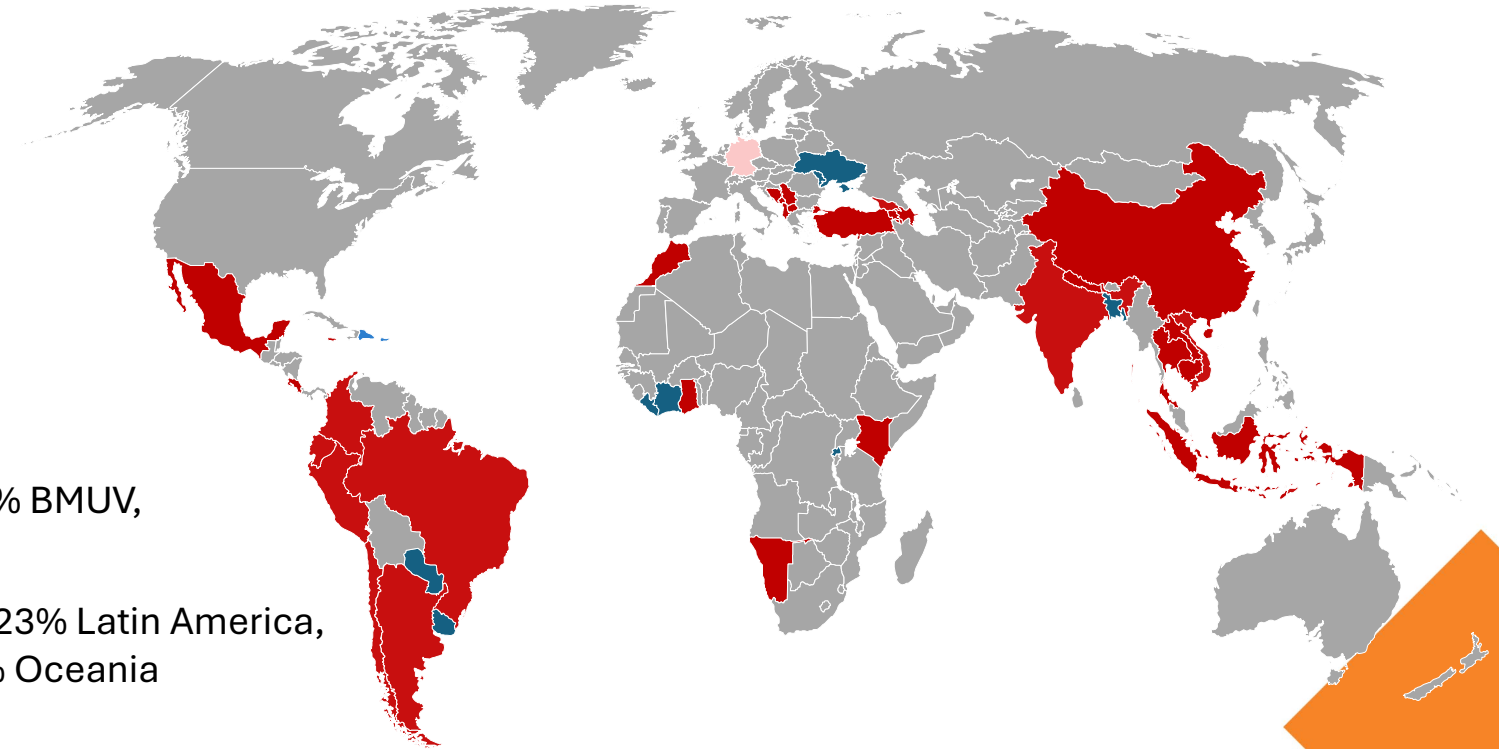 % BMUV,
23% Latin America,
% Oceania